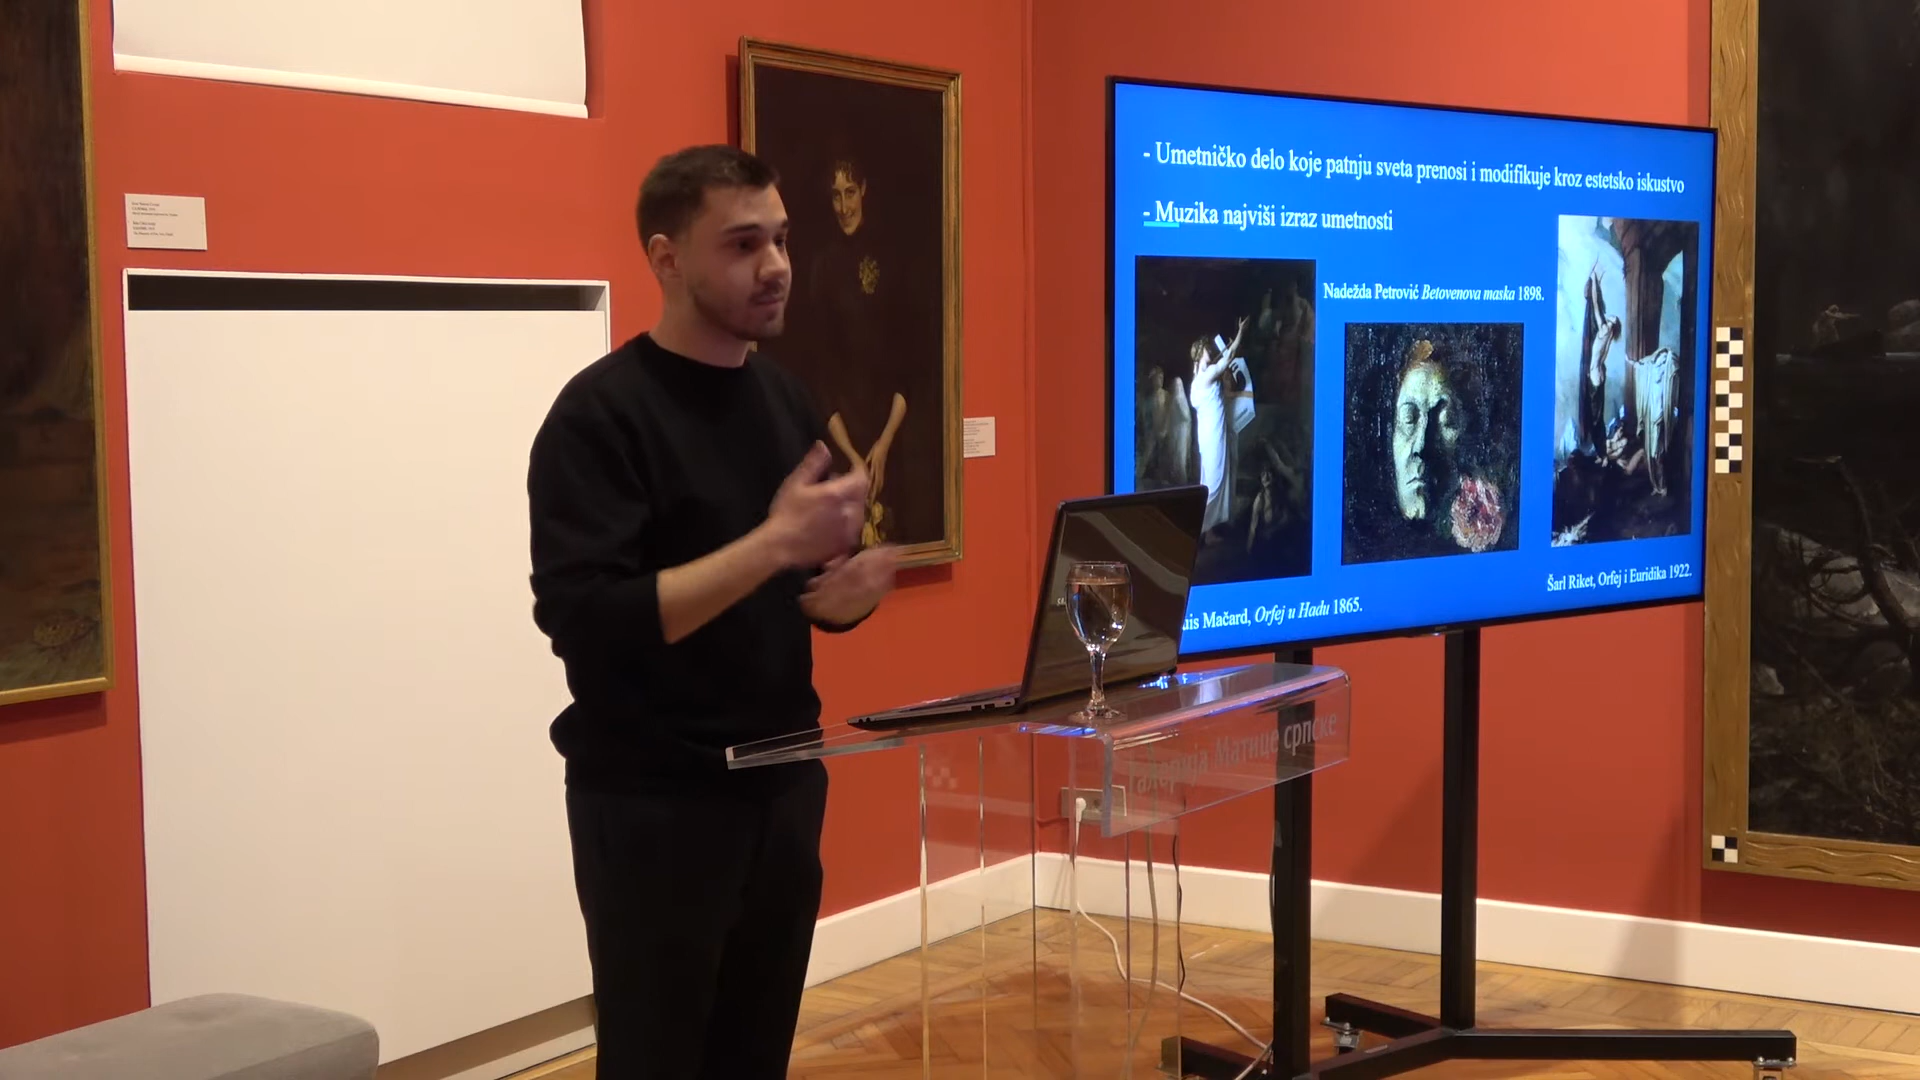 - Umetničko delo koje patnju sveta prenosi i modifikuje kroz estetsko iskustvo
- Muzika najviši izraz umetnosti
Nadežda Petrović Betovenova maska 1898.
Šarl Riket, Orfej i Euridika 1922.
Mačard, Orfej u Hadu 1865.
Галерија Матице српске